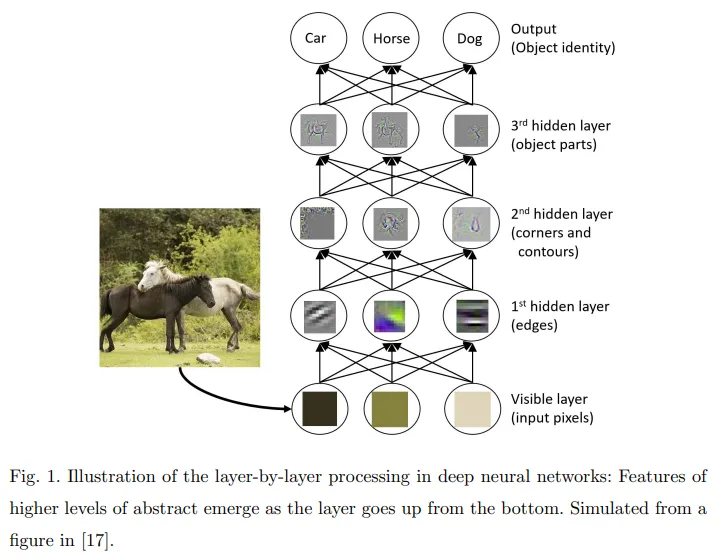 Car Horse Dog
Output
(Object identity)
3rd hidden layer
(object parts)
2nd hidden layer
(corners and
contours)
1st hidden layer
(edges)
Visible layer
(input pixels)
Fig. 1. Illustration of the layer-by-layer processing in deep neural networks: Features of
higher levels of abstract emerge as the layer goes up from the bottom. Simulated from a
figure in [17].